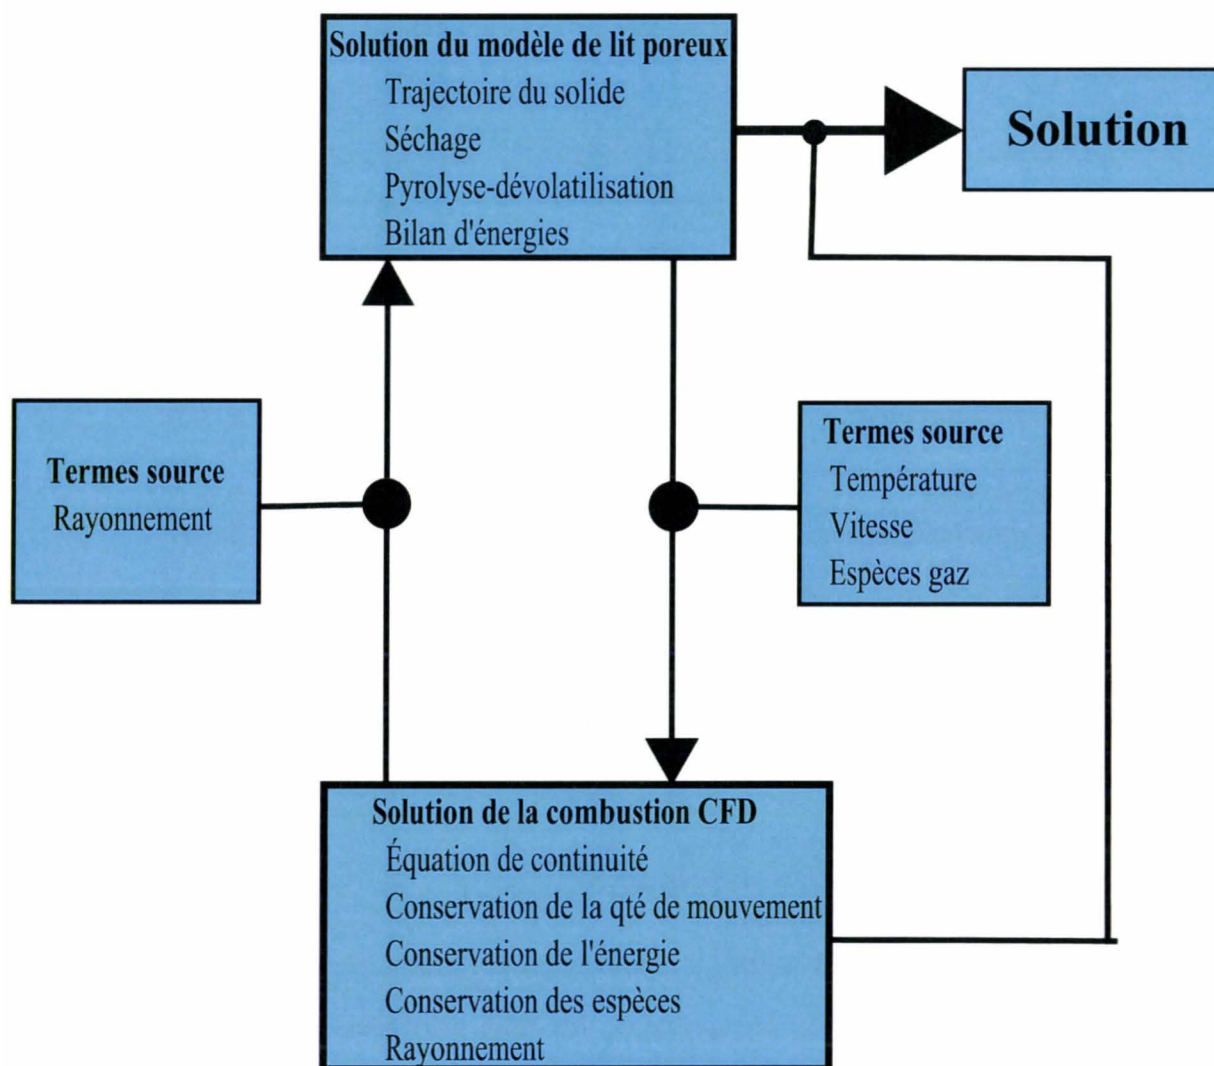 Solution du modèle de lit poreux
Trajectoire du solide
Séchage
Pyrolyse-dévolatilisation
Bilan d'énergies
Solution
Termes source
Rayonnement
Termes source
Température
Vitesse
Espèces gaz
Solution de la combustion CFD
Équation de continuité
Conservation de la qté de mouvement
Conservation de l'énergie
Conservation des espèces
Rayonnement